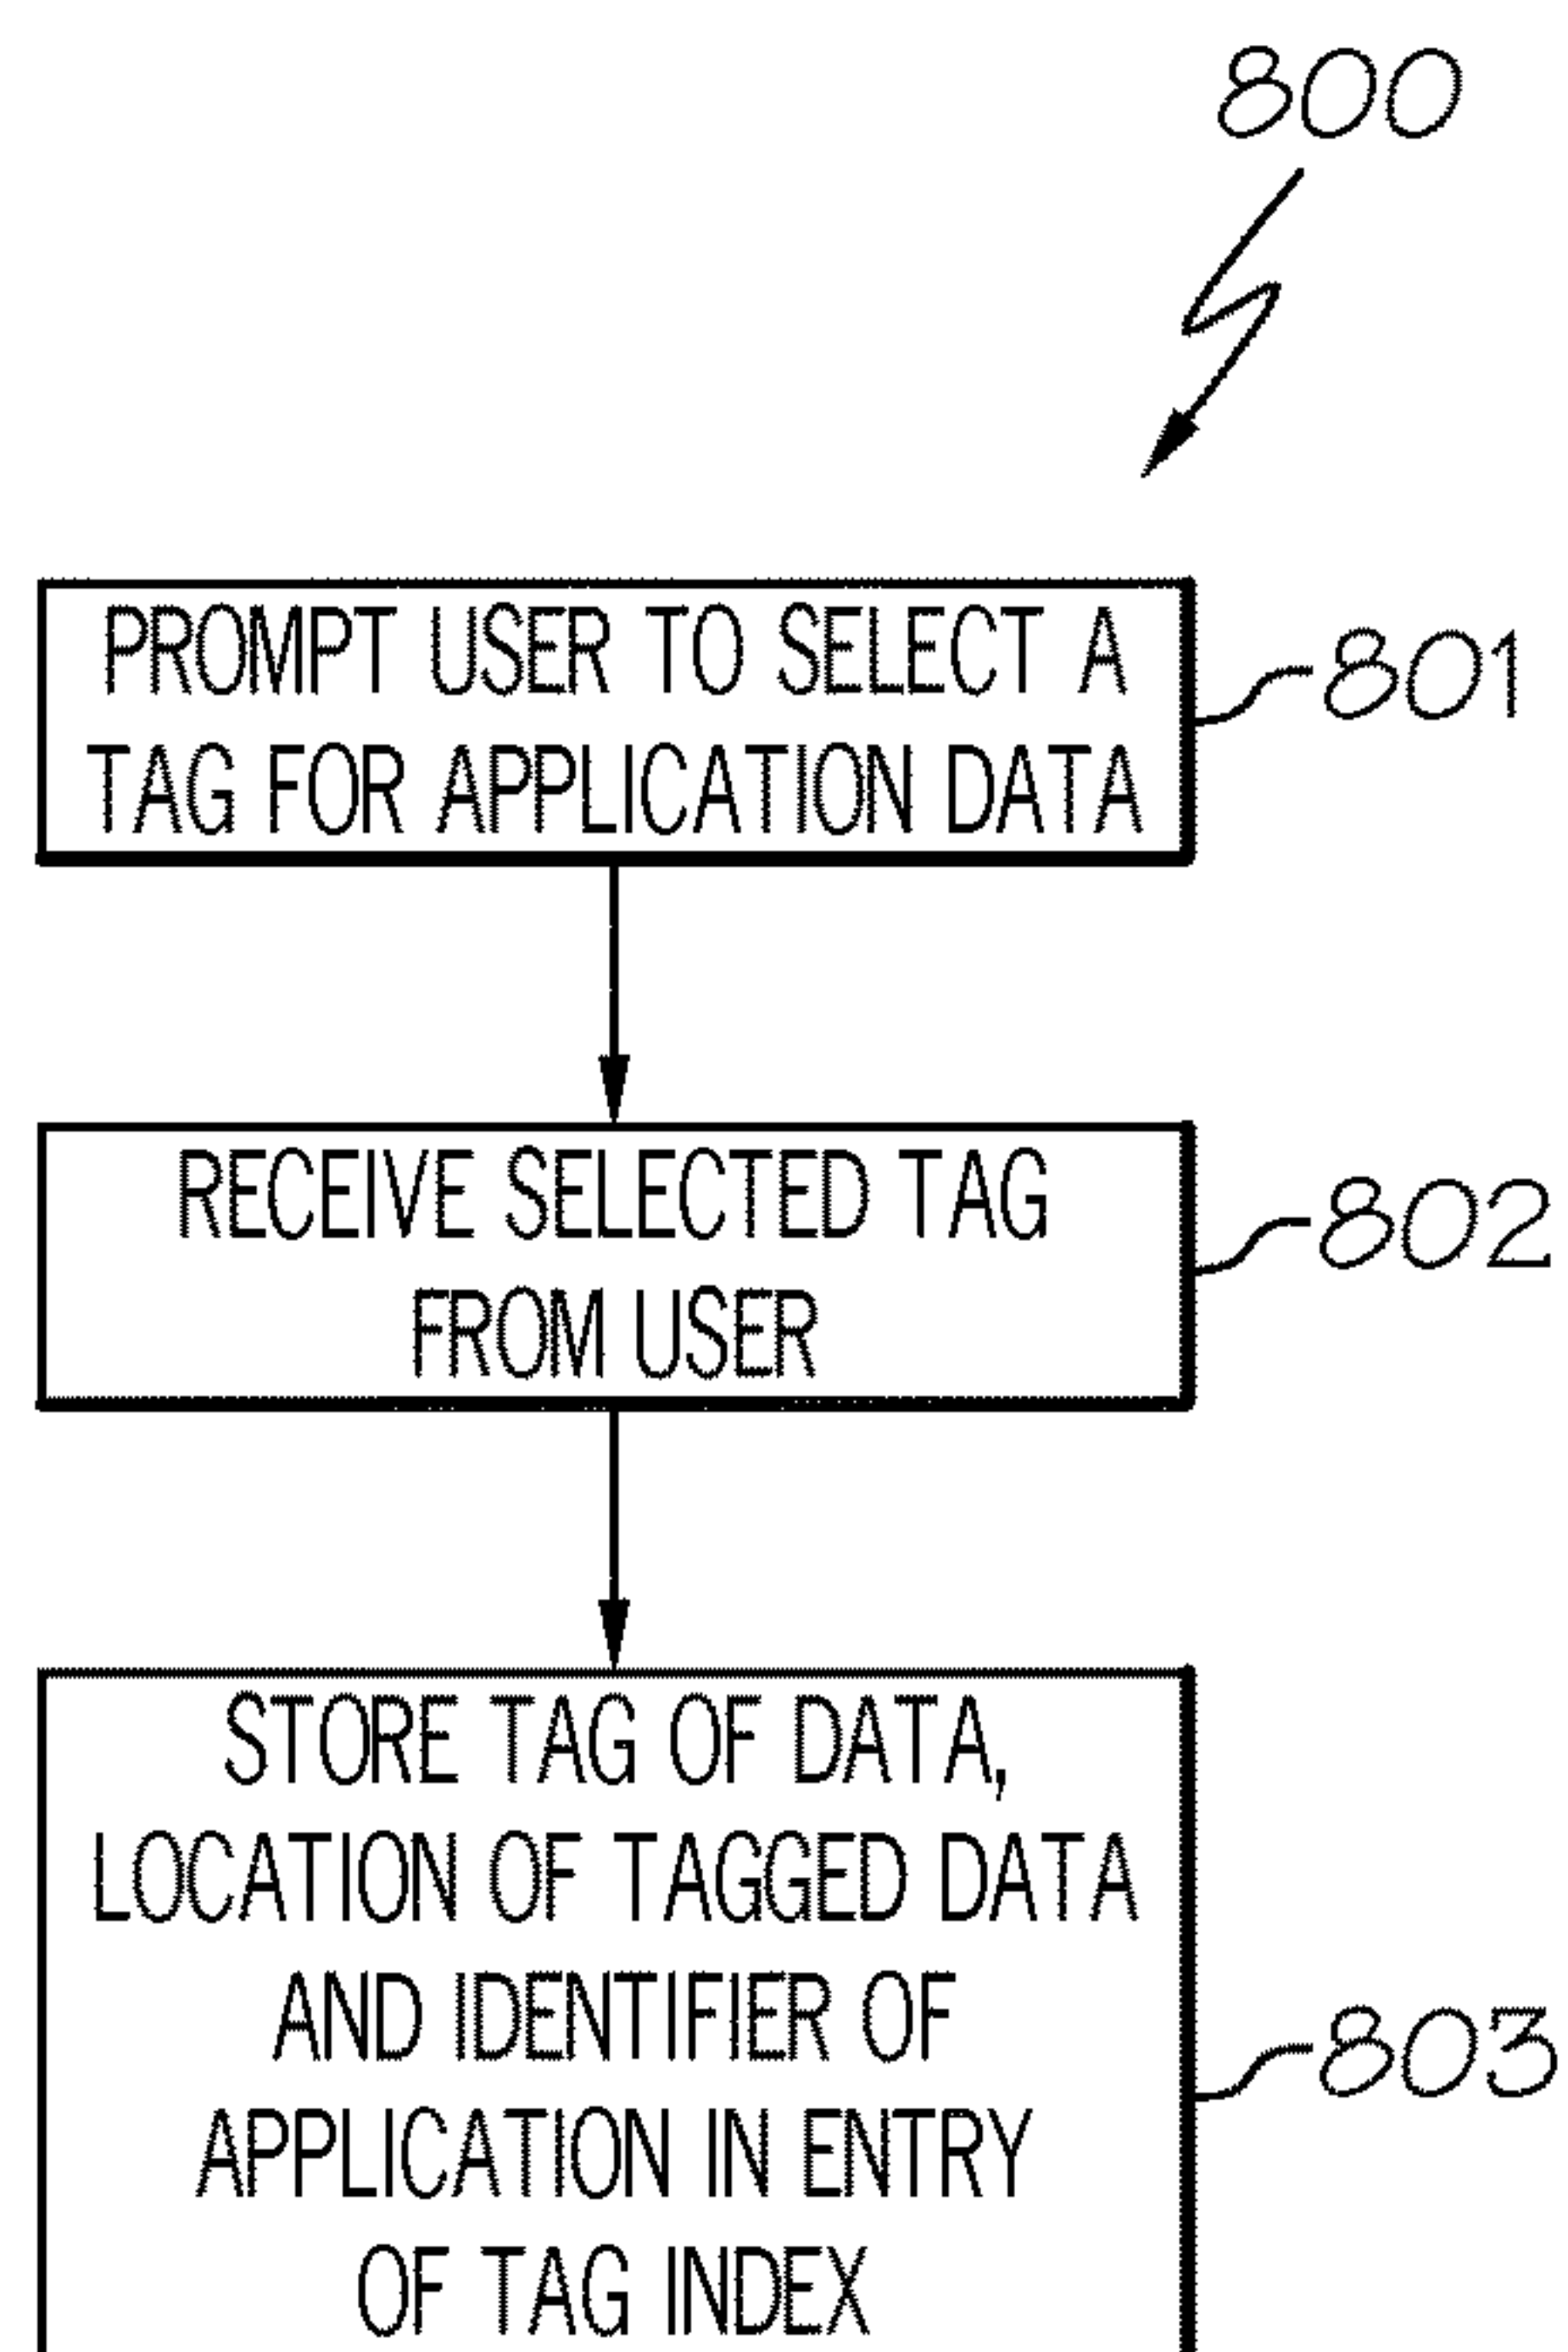 800
PROMPT USER TO SELECT A
TAG FOR APPLICATION DATA
801
RECEIVE SELECTED TAG
FROM USER
802
STORE TAG OF DATA,
LOCATION OF TAGGED DATA
AND IDENTIFIER OF
APPLICATION IN ENTRY
OF TAG INDEX
803